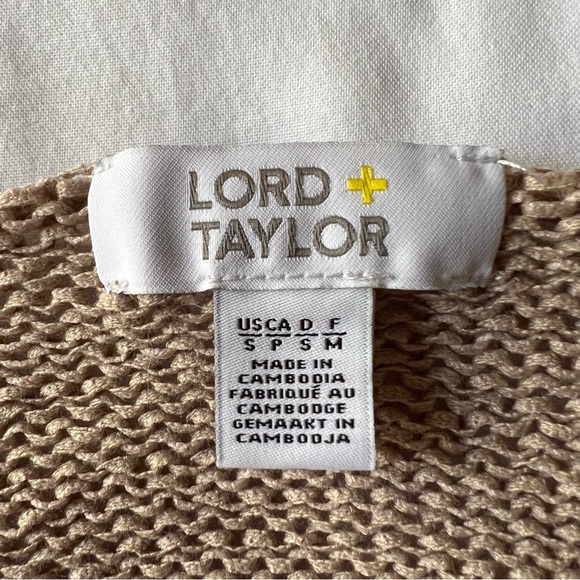 LORD +
TAYLOR
US CA D F
S P S M
MADE IN
CAMBODIA
FABRIQUÉ AU
CAMBODGE
GEMAAKT IN
CAMBODJA